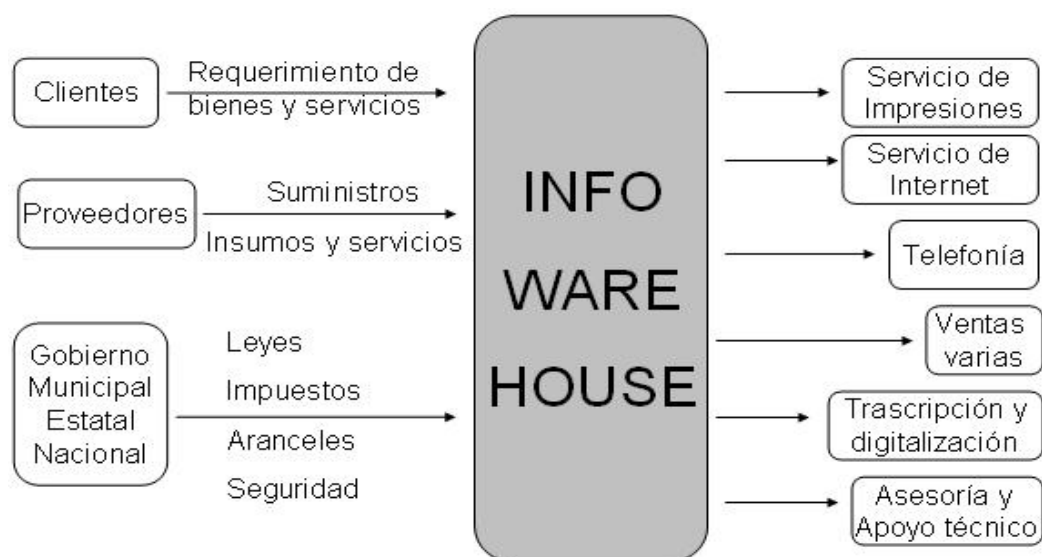 Clientes
Requerimiento de
bienes y servicios
Proveedores
Suministros
Insumos y servicios
Gobierno
Municipal
Estatal
Nacional
Leyes
Impuestos
Aranceles
Seguridad
INFO
WARE
HOUSE
Servicio de
Impresiones
Servicio de
Internet
Telefonía
Ventas
varias
Trascripción y
digitalización
Asesoría y
Apoyo técnico